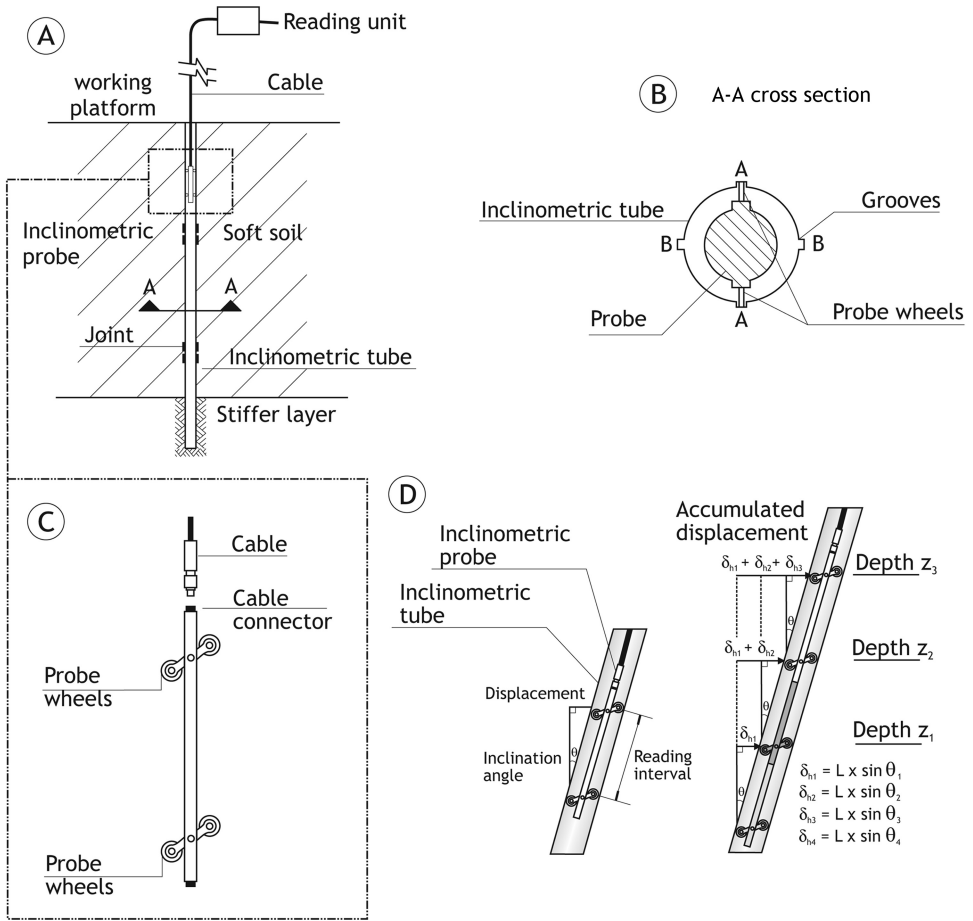 A
Reading unit
working
platform
Cable
Inclinometric
probe
Soft soil
A
A
Joint
Inclinometric tube
Stiffer layer
B
A-A cross section
A
Inclinometric tube
Grooves
B
B
Probe
A
Probe wheels
C
Cable
Cable
connector
Probe
wheels
Probe
wheels
D
Inclinometric
probe
Inclinometric
tube
Displacement
θ
Inclination
angle
Reading
interval
Accumulated
displacement
δh1 + δh2 + δh3
Depth z3
θ
δh1 + δh2
Depth z2
θ
δh1
Depth z1
θ
δh1 = L x sin θ1
δh2 = L x sin θ2
δh3 = L x sin θ3
δh4 = L x sin θ4